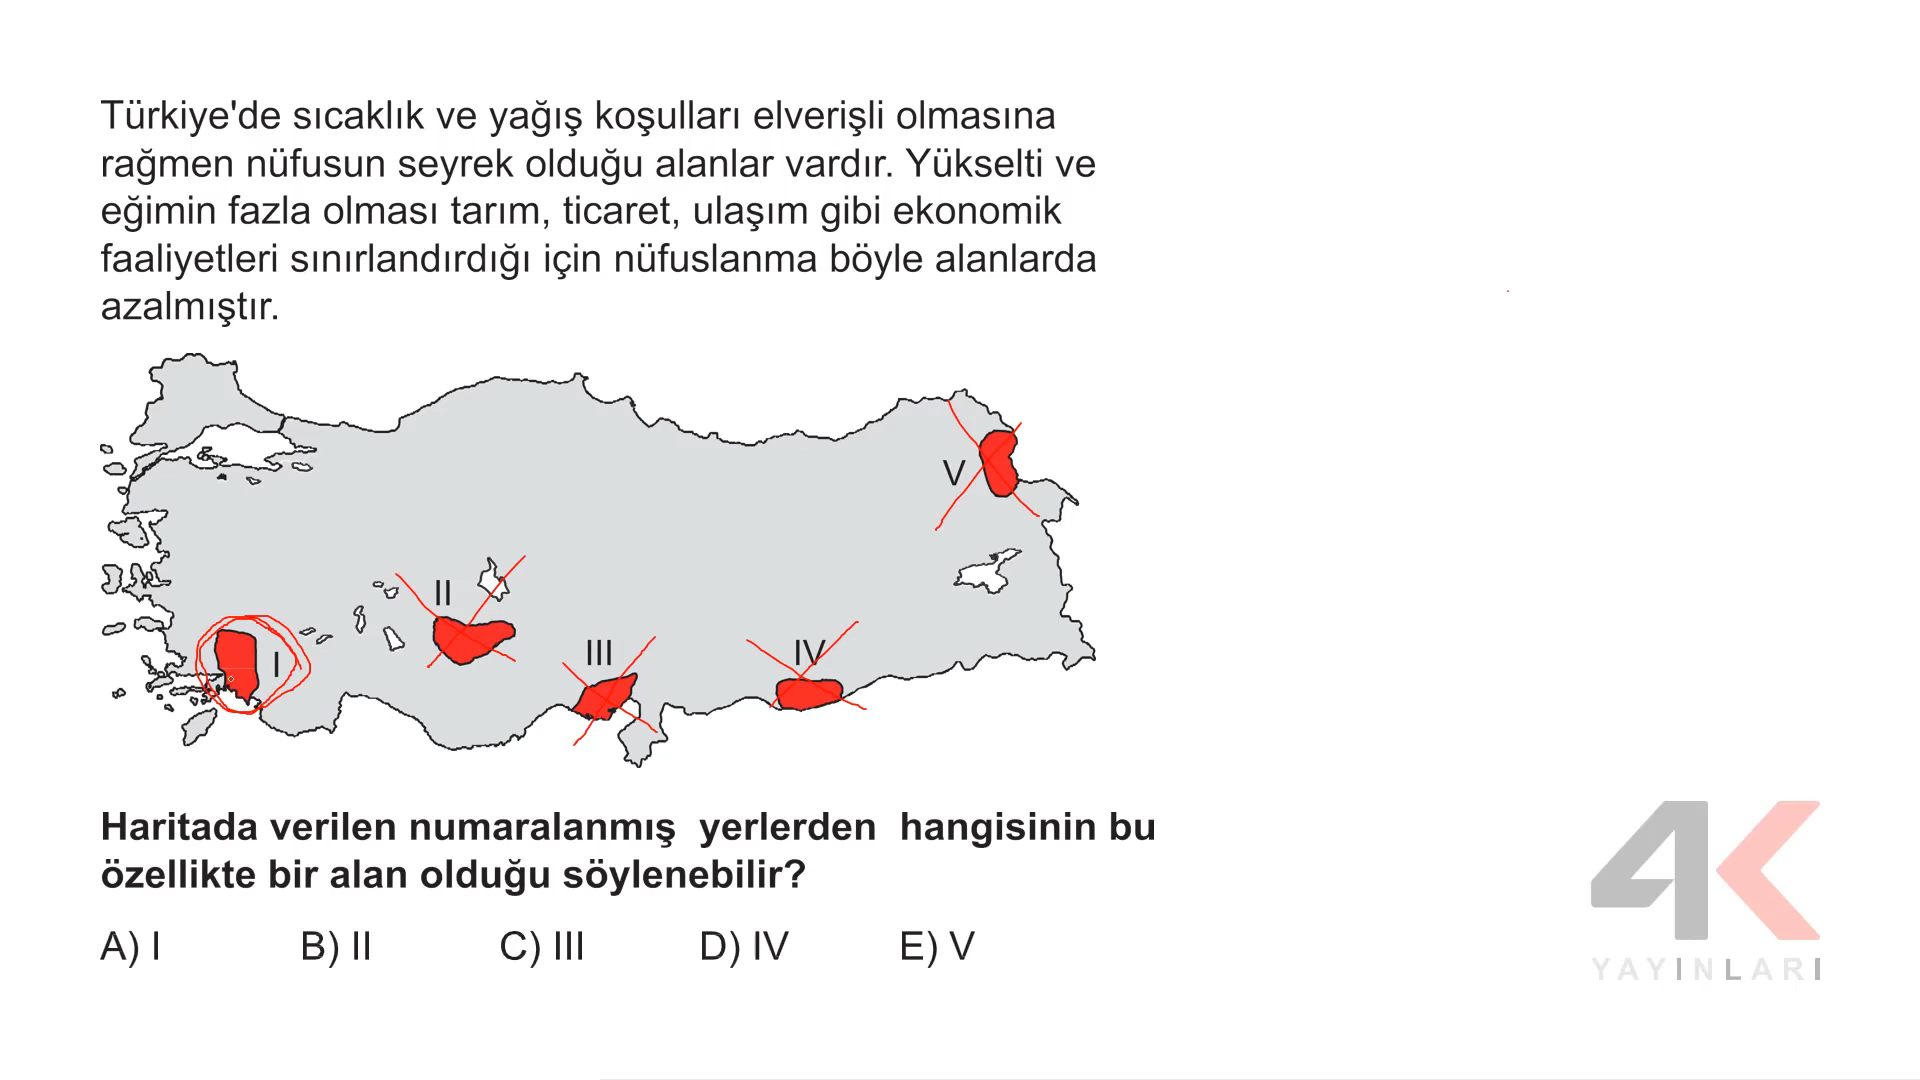 Türkiye'de sıcaklık ve yağış koşulları elverişli olmasına
rağmen nüfusun seyrek olduğu alanlar vardır. Yükselti ve
eğimin fazla olması tarım, ticaret, ulaşım gibi ekonomik
faaliyetleri sınırlandırdığı için nüfuslanma böyle alanlarda
azalmıştır.
V
II
III
IV
I
Haritada verilen numaralanmış yerlerden hangisinin bu
özellikte bir alan olduğu söylenebilir?
A) I B) II C) III D) IV E) V
4K
YAYINLARI